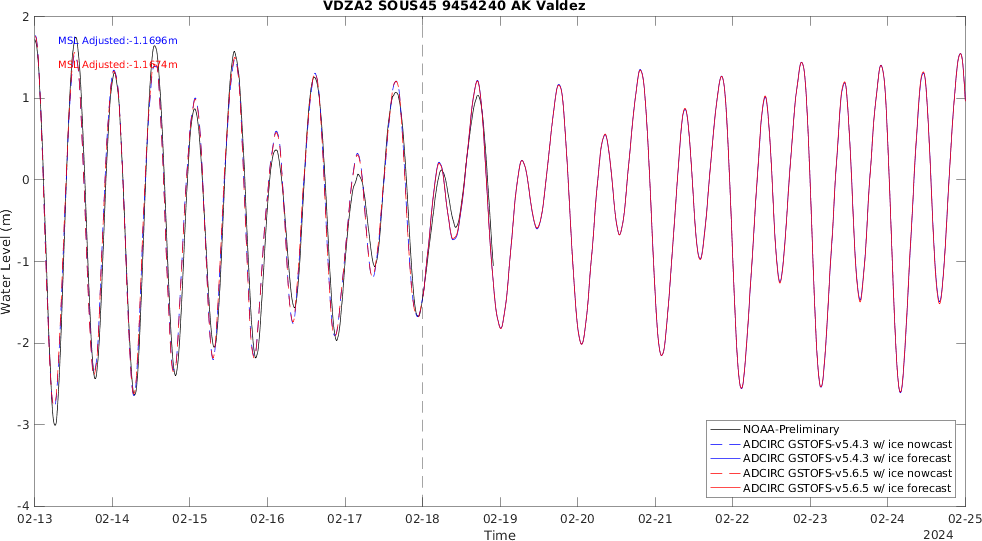 VDZA2 SOUS45 9454240 AK Valdez
MSL Adjusted:-1.1696m
MSL Adjusted:-1.1674m
2
1
0
-1
-2
-3
-4
Water Level (m)
NOAA-Preliminary
ADCIRC GSTOFS-v5.4.3 w/ ice nowcast
ADCIRC GSTOFS-v5.4.3 w/ ice forecast
ADCIRC GSTOFS-v5.6.5 w/ ice nowcast
ADCIRC GSTOFS-v5.6.5 w/ ice forecast
02-13 02-14 02-15 02-16 02-17 02-18 02-19 02-20 02-21 02-22 02-23 02-24 02-25
Time
2024